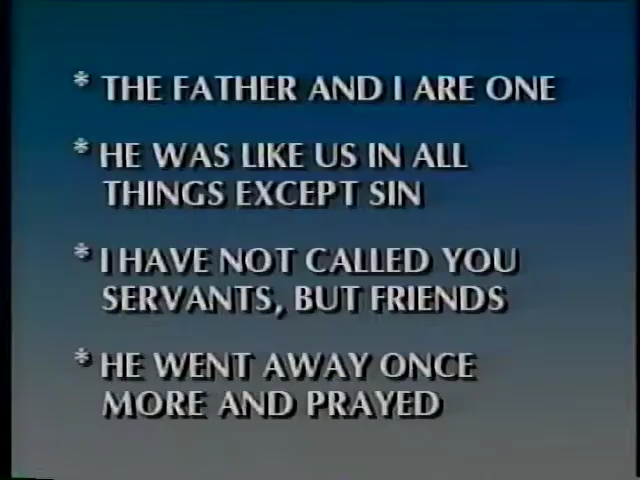 * THE FATHER AND I ARE ONE
* HE WAS LIKE US IN ALL
THINGS EXCEPT SIN
* I HAVE NOT CALLED YOU
SERVANTS, BUT FRIENDS
* HE WENT AWAY ONCE
MORE AND PRAYED